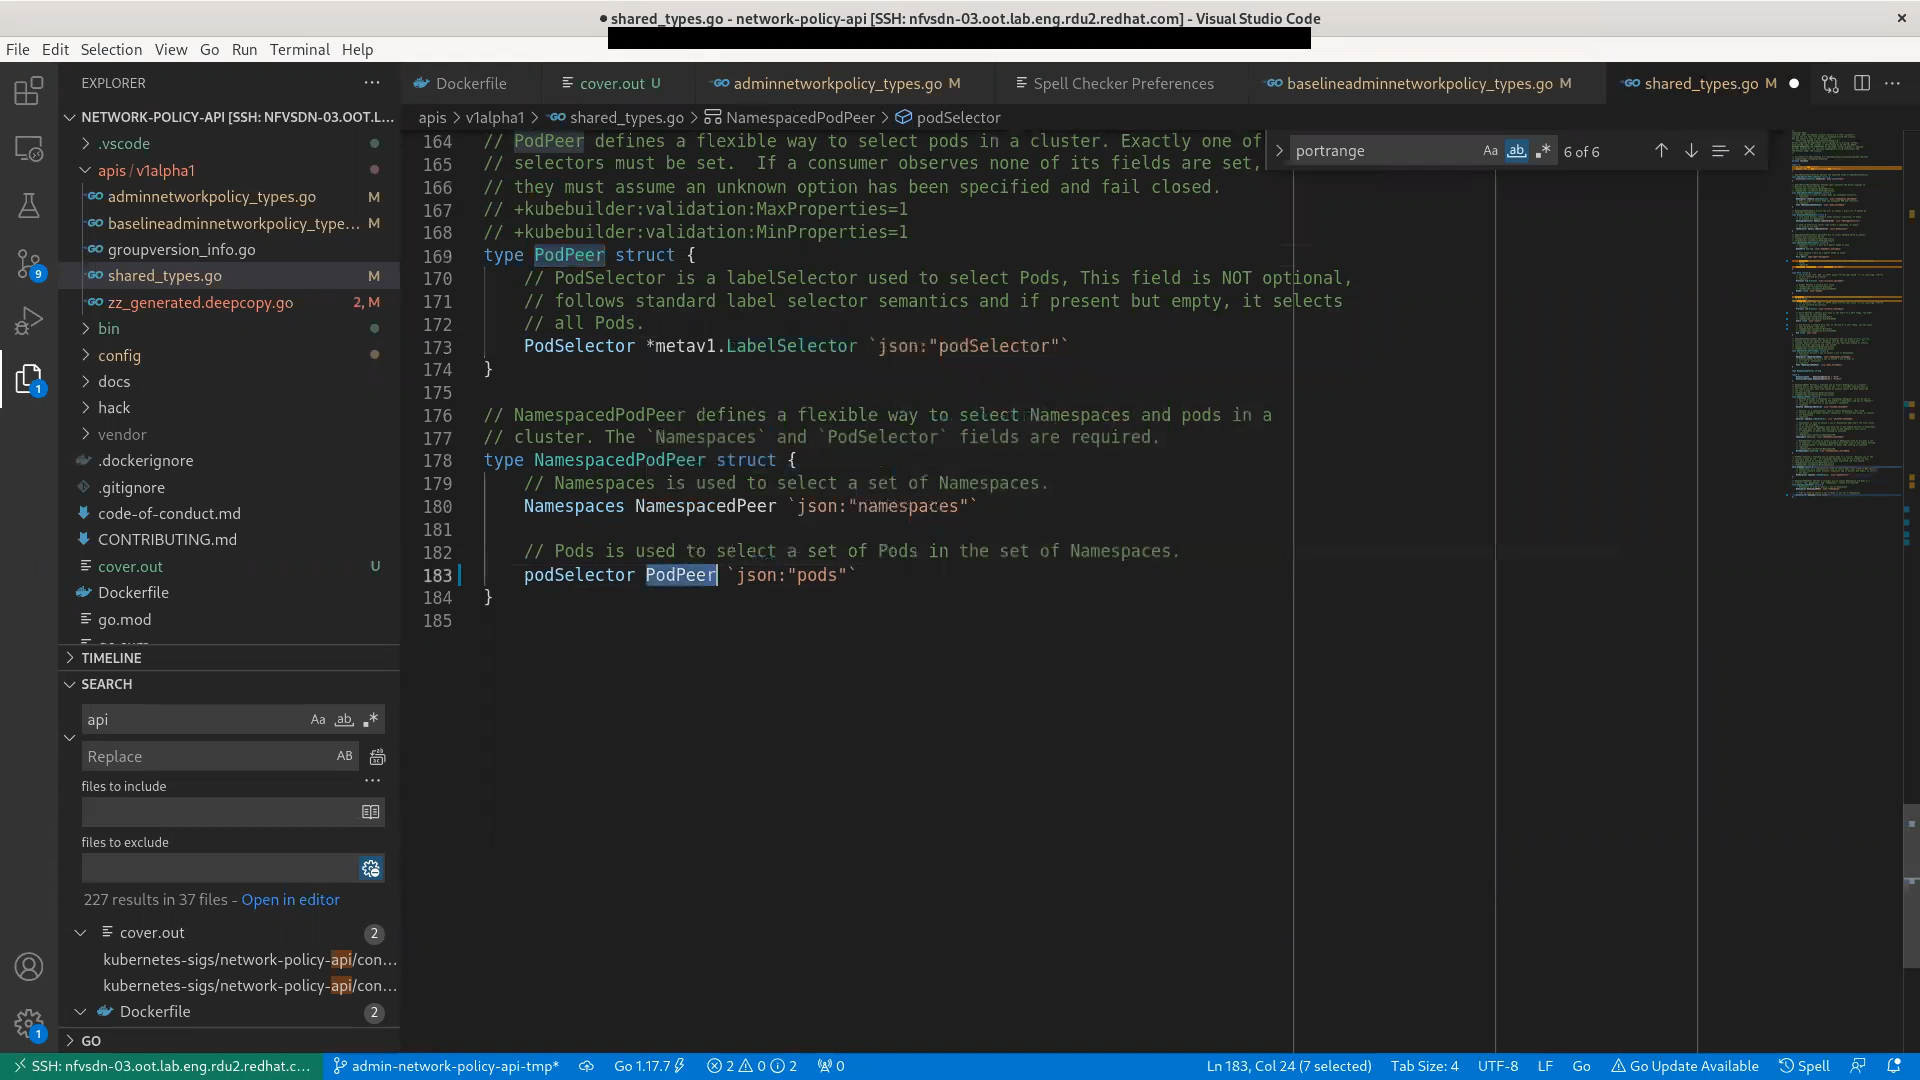 shared_types.go - network-policy-api [SSH: nfvsdn-03.oot.lab.eng.rdu2.redhat.com] - Visual Studio Code
File Edit Selection View Go Run Terminal Help
EXPLORER
NETWORK-POLICY-API [SSH: NFVSDN-03.OOT.L...
.vscode
apis / v1alpha1
adminnetworkpolicy_types.go M
baselineadminnetworkpolicy_type... M
groupversion_info.go
shared_types.go M
zz_generated.deepcopy.go 2, M
bin
config
docs
hack
vendor
.dockerignore
.gitignore
code-of-conduct.md
CONTRIBUTING.md
cover.out U
Dockerfile
go.mod
TIMELINE
SEARCH
api Aa ab
Replace AB
files to include
files to exclude
227 results in 37 files - Open in editor
cover.out 2
kubernetes-sigs/network-policy-api/con...
kubernetes-sigs/network-policy-api/con...
Dockerfile 2
GO
9
1
1
Dockerfile cover.out U adminnetworkpolicy_types.go M Spell Checker Preferences baselineadminnetworkpolicy_types.go M shared_types.go M
apis > v1alpha1 > shared_types.go > NamespacedPodPeer > podSelector
portrange Aa ab 6 of 6
164 // PodPeer defines a flexible way to select pods in a cluster. Exactly one of
165 // selectors must be set.  If a consumer observes none of its fields are set,
166 // they must assume an unknown option has been specified and fail closed.
167 // +kubebuilder:validation:MaxProperties=1
168 // +kubebuilder:validation:MinProperties=1
169 type PodPeer struct {
170 // PodSelector is a labelSelector used to select Pods, This field is NOT optional,
171 // follows standard label selector semantics and if present but empty, it selects
172 // all Pods.
173 PodSelector *metav1.LabelSelector `json:"podSelector"`
174 }
175
176 // NamespacedPodPeer defines a flexible way to select Namespaces and pods in a
177 // cluster. The `Namespaces` and `PodSelector` fields are required.
178 type NamespacedPodPeer struct {
179 // Namespaces is used to select a set of Namespaces.
180 Namespaces NamespacedPeer `json:"namespaces"`
181
182 // Pods is used to select a set of Pods in the set of Namespaces.
183 podSelector PodPeer `json:"pods"`
184 }
185
SSH: nfvsdn-03.oot.lab.eng.rdu2.redhat.c... admin-network-policy-api-tmp* Go 1.17.7 2 0 2 0 Ln 183, Col 24 (7 selected) Tab Size: 4 UTF-8 LF Go Go Update Available Spell